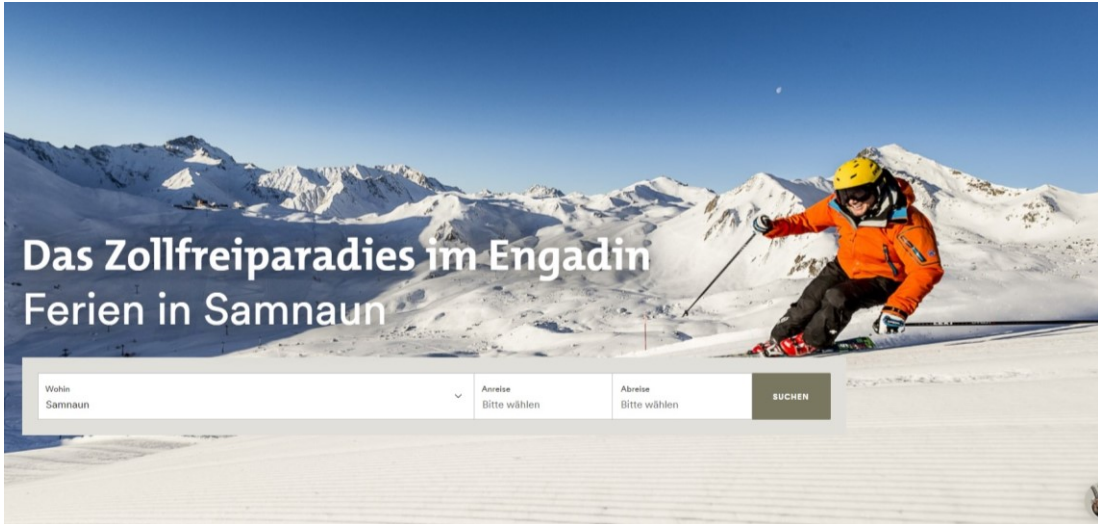 Das Zollfreiparadies im Engadin
Ferien in Samnaun
Wohin
Samnaun
Anreise
Bitte wählen
Abreise
Bitte wählen
SUCHEN